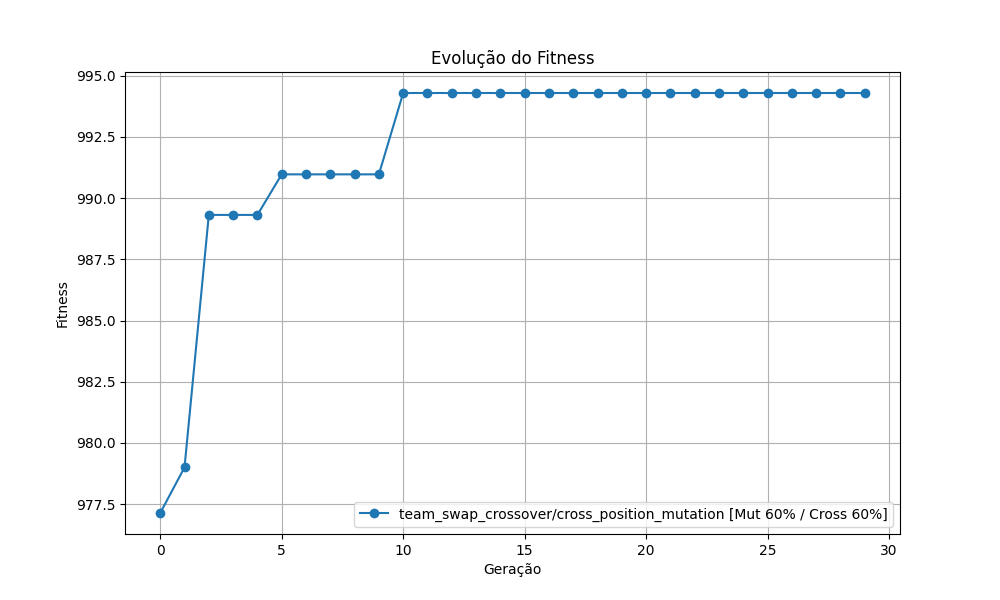 Evolução do Fitness
Fitness
995.0
992.5
990.0
987.5
985.0
982.5
980.0
977.5
team_swap_crossover/cross_position_mutation [Mut 60% / Cross 60%]
0 5 10 15 20 25 30
Geração